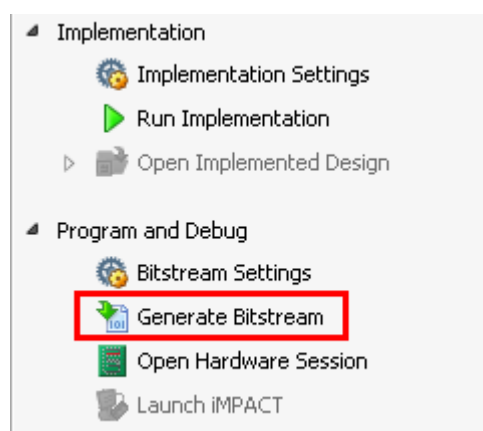 Implementation
Implementation Settings
Run Implementation
Open Implemented Design
Program and Debug
Bitstream Settings
Generate Bitstream
Open Hardware Session
Launch iMPACT